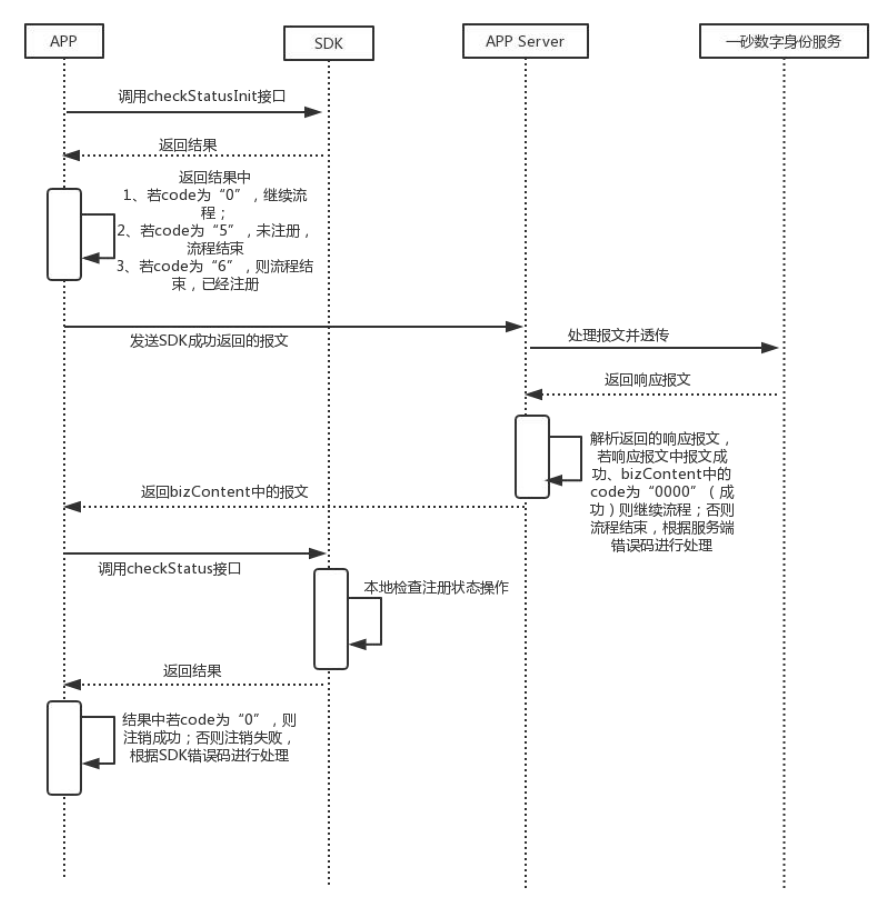 APP
SDK
APP Server
一砂数字身份服务
调用checkStatusInit接口
返回结果
返回结果中
1、若code为“0”，继续流
程；
2、若code为“5”，未注册，
流程结束
3、若code为“6”，则流程结
束，已经注册
发送SDK成功返回的报文
处理报文并透传
返回响应报文
解析返回的响应报文，
若响应报文中报文成
功、bizContent中的
code为“0000”（成
功）则继续流程；否则
流程结束，根据服务端
错误码进行处理
返回bizContent中的报文
调用checkStatus接口
本地检查注册状态操作
返回结果
结果中若code为“0”，则
注销成功；否则注销失败，
根据SDK错误码进行处理